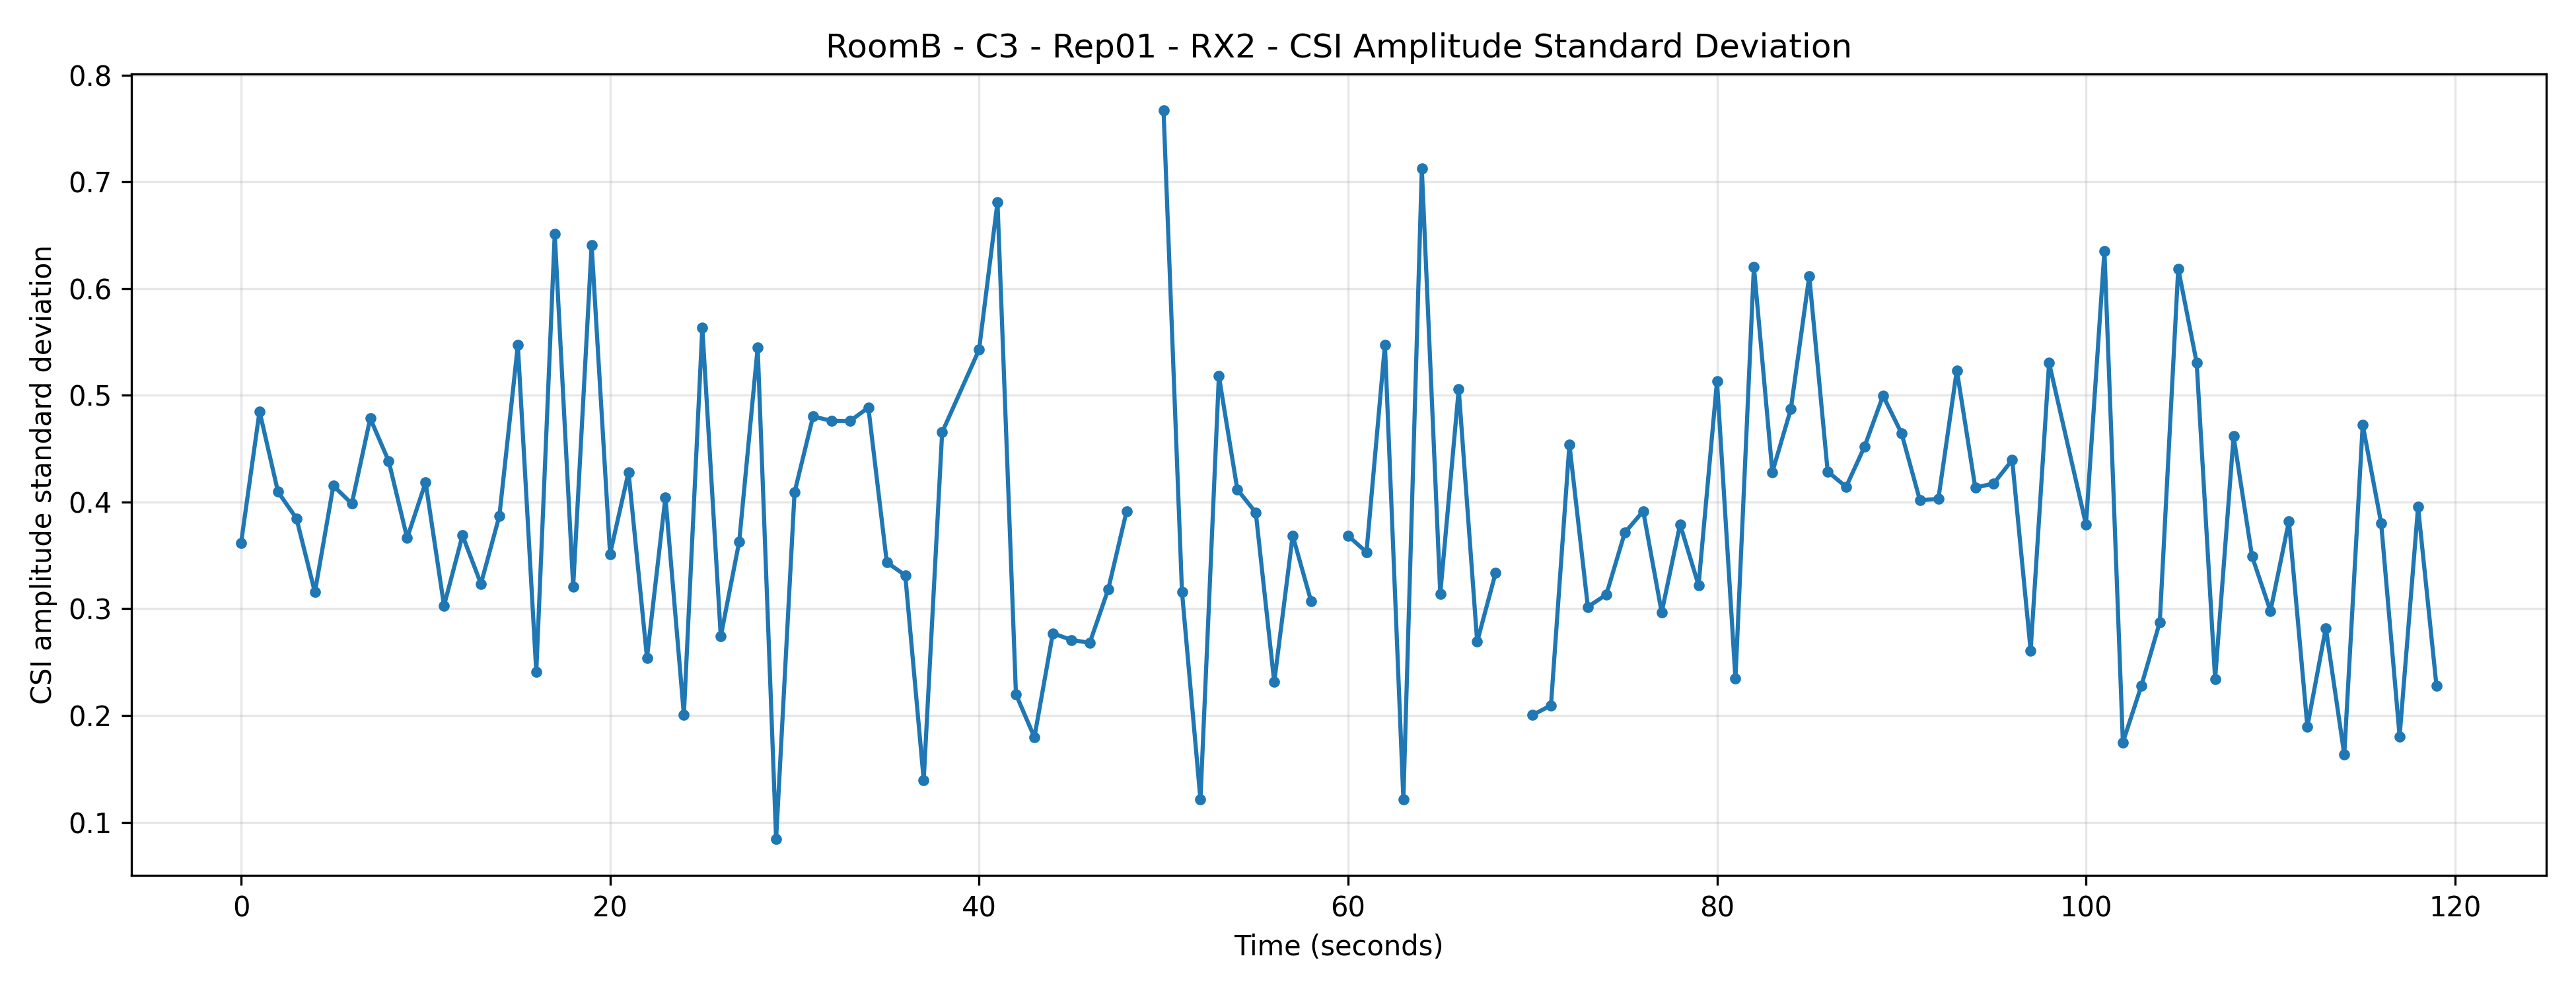 RoomB - C3 - Rep01 - RX2 - CSI Amplitude Standard Deviation
CSI amplitude standard deviation
0.8
0.7
0.6
0.5
0.4
0.3
0.2
0.1
0 20 40 60 80 100 120
Time (seconds)